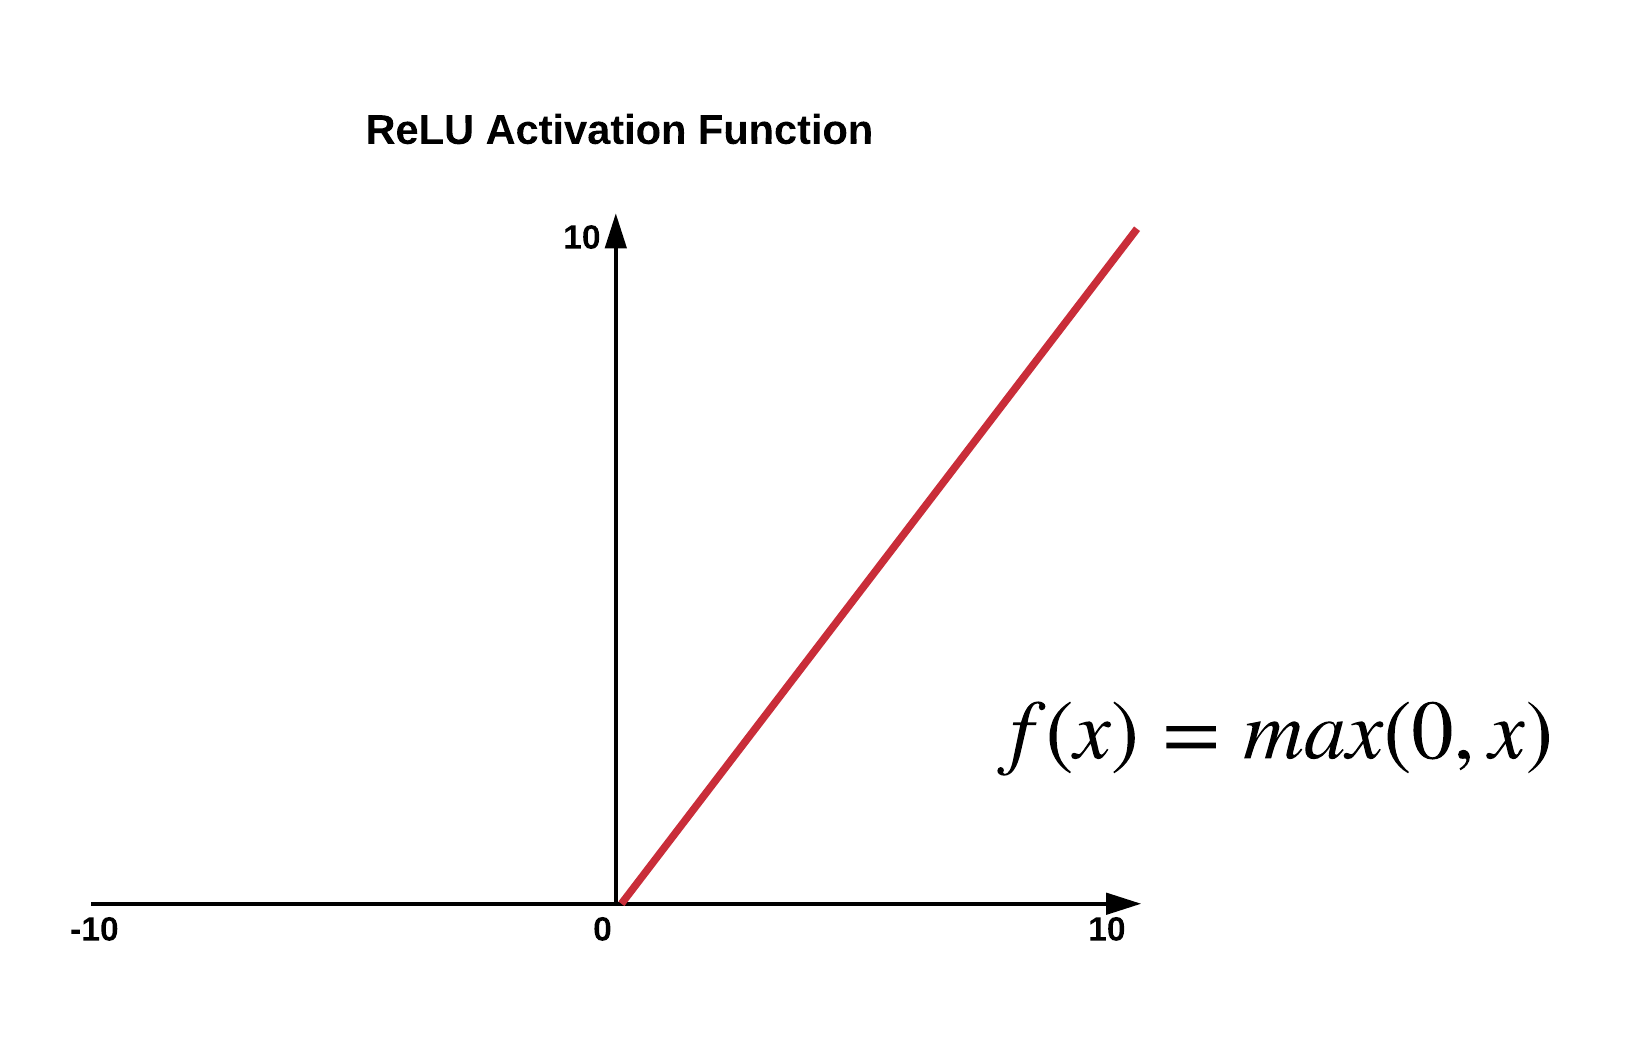 ReLU Activation Function
10
f(x) = max(0, x)
-10 0 10